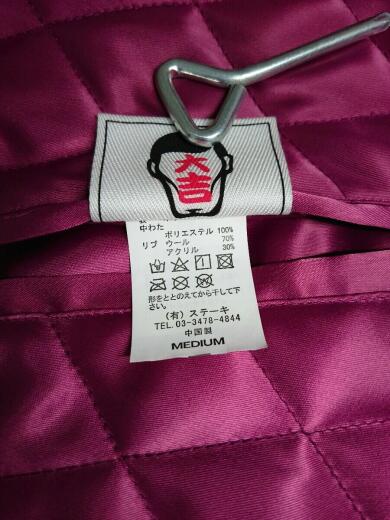 大吉
中わた
ポリエステル 100%
リブ ウール 70%
アクリル 30%
形をととのえてから干して下
さい。
(有) ステーキ
TEL. 03-3478-4844
中国製
MEDIUM